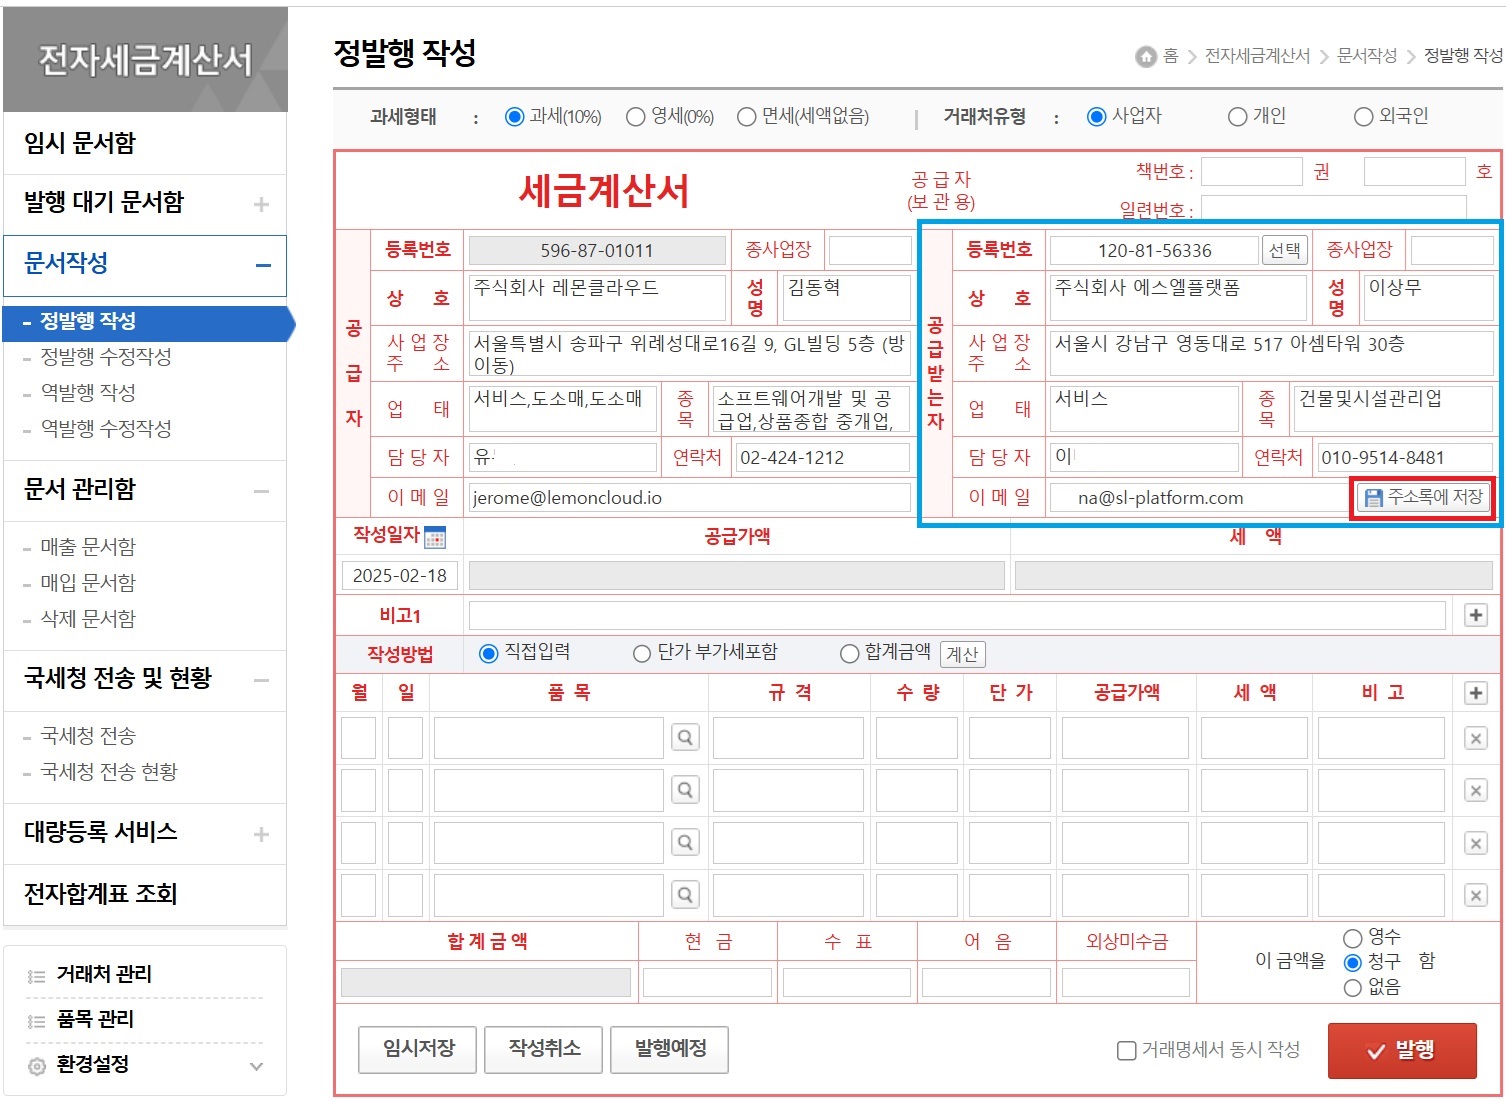 전자세금계산서
임시 문서함
발행 대기 문서함
문서작성
정발행 작성
정발행 수정작성
역발행 작성
역발행 수정작성
문서 관리함
매출 문서함
매입 문서함
삭제 문서함
국세청 전송 및 현황
국세청 전송
국세청 전송 현황
대량등록 서비스
전자합계표 조회
거래처 관리
품목 관리
환경설정
정발행 작성
홈 > 전자세금계산서 > 문서작성 > 정발행 작성
과세형태 : 과세(10%) 영세(0%) 면세(세액없음) | 거래처유형 : 사업자 개인 외국인
세금계산서
공 급 자
(보 관 용)
책번호 : 권 호
일련번호 :
공급자
등록번호 596-87-01011 종사업장
상 호 주식회사 레몬클라우드 성명 김동혁
사업장주소 서울특별시 송파구 위례성대로16길 9, GL빌딩 5층 (방
이동)
업 태 서비스,도소매,도소매 종목 소프트웨어개발 및 공
급업,상품종합 중개업,
담당자 유 연락처 02-424-1212
이메일 jerome@lemoncloud.io
공급받는자
등록번호 120-81-56336 선택 종사업장
상 호 주식회사 에스엘플랫폼 성명 이상무
사업장주소 서울시 강남구 영동대로 517 아셈타워 30층
업 태 서비스 종목 건물및시설관리업
담당자 이 연락처 010-9514-8481
이메일 na@sl-platform.com 주소록에 저장
작성일자 공급가액 세 액
2025-02-18
비고1
작성방법 직접입력 단가 부가세포함 합계금액 계산
월 일 품 목 규 격 수 량 단 가 공급가액 세 액 비 고
합계금액 현 금 수 표 어 음 외상미수금
이 금액을 영수 청구 없음 함
임시저장 작성취소 발행예정
거래명세서 동시 작성 발행